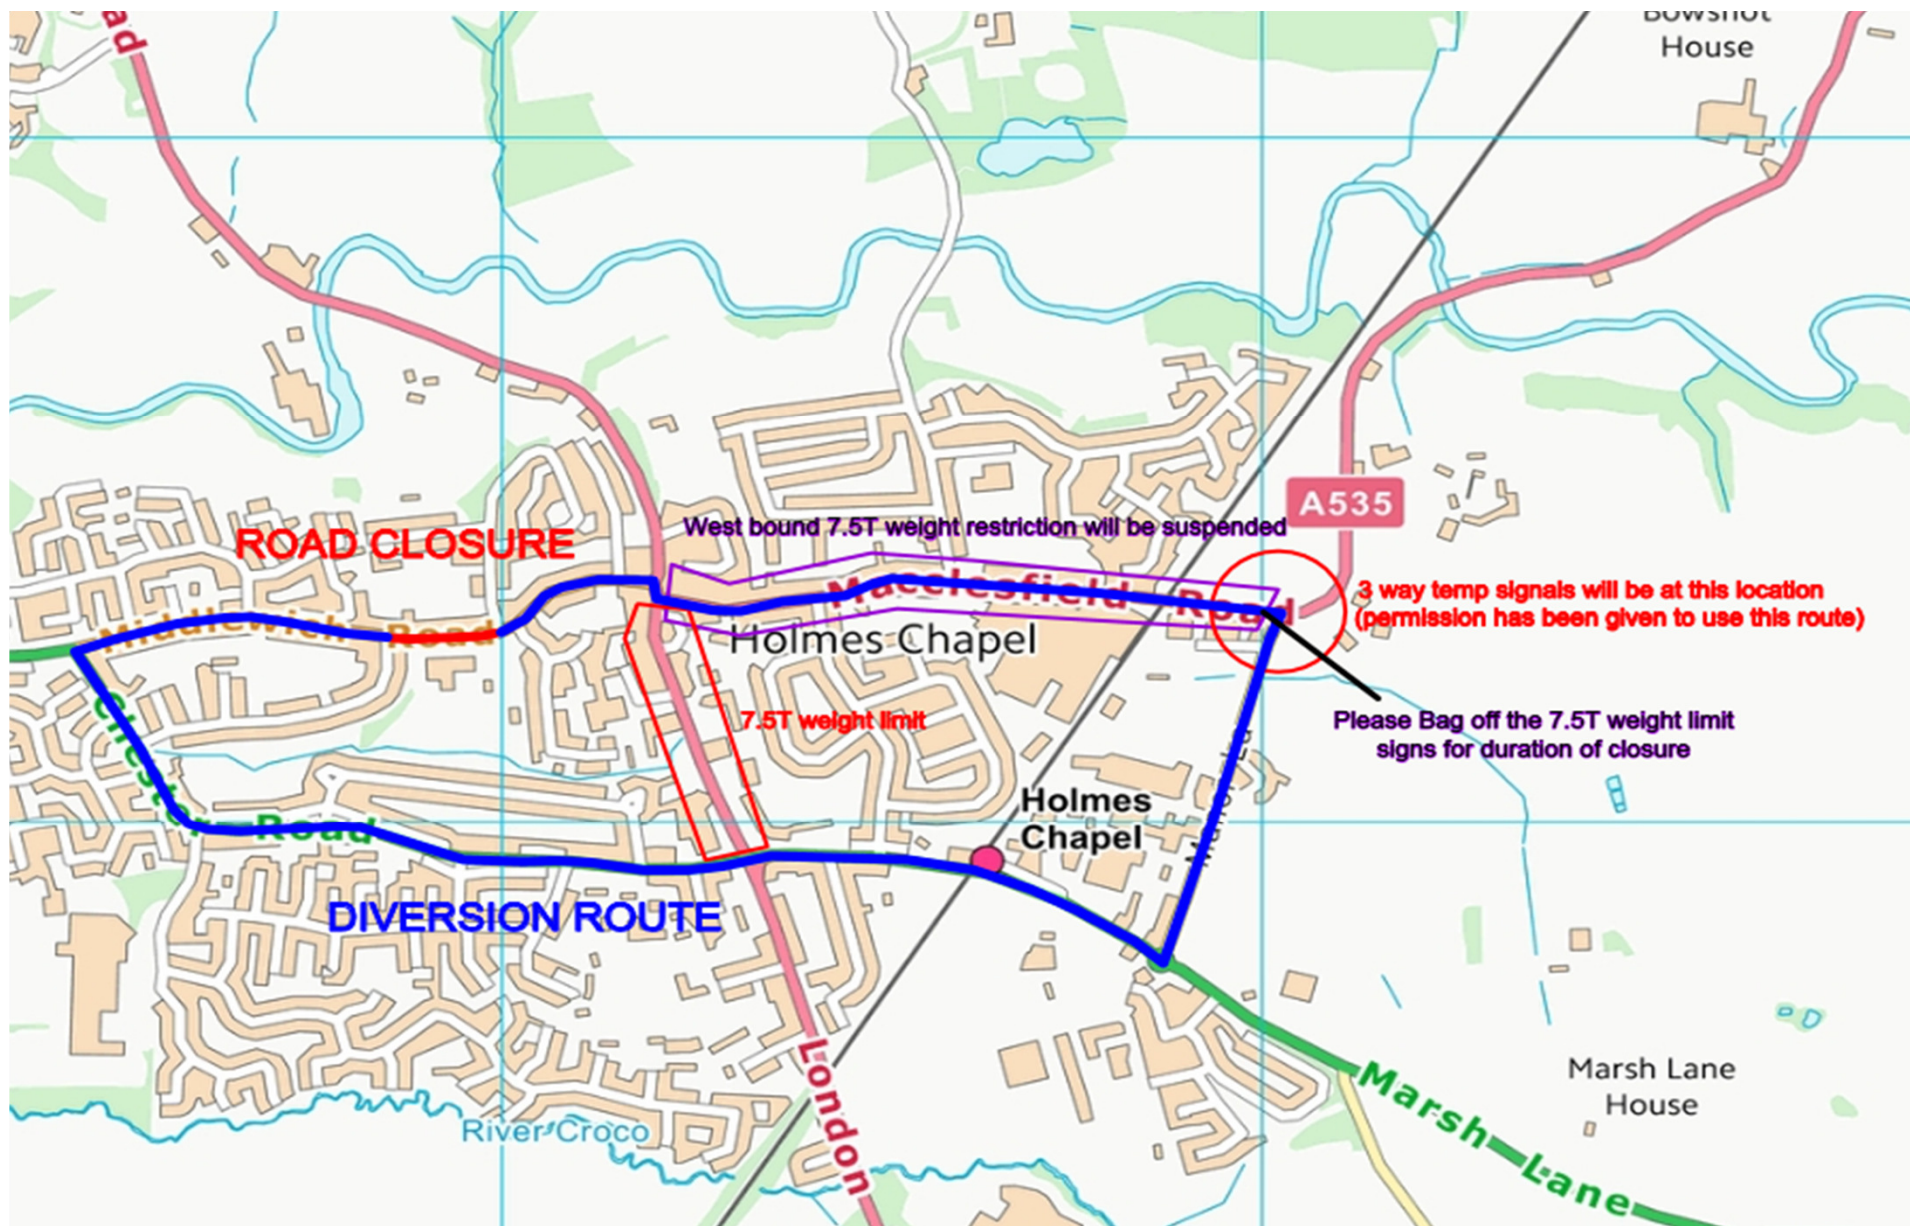 ad
Bowshot
House
A535
ROAD CLOSURE
West bound 7.5T weight restriction will be suspended
Macclesfield Road
3 way temp signals will be at this location
(permission has been given to use this route)
Middlewich Road
Holmes Chapel
7.5T weight limit
Please Bag off the 7.5T weight limit
signs for duration of closure
Chester Road
Holmes
Chapel
DIVERSION ROUTE
London
Marsh Lane
Marsh Lane
House
River Croco